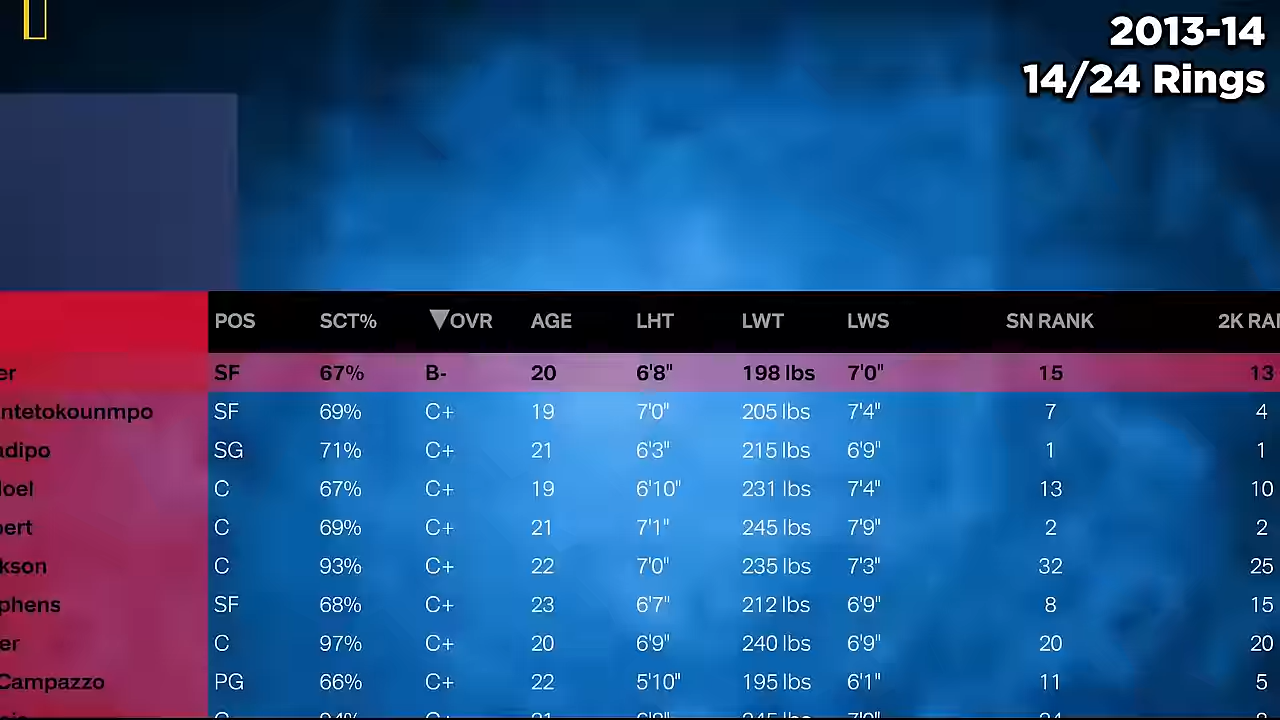 2013-14
14/24 Rings
POS SCT% ▼OVR AGE LHT LWT LWS SN RANK 2K RAN
er SF 67% B- 20 6'8" 198 lbs 7'0" 15 13
ntetokounmpo SF 69% C+ 19 7'0" 205 lbs 7'4" 7 4
adipo SG 71% C+ 21 6'3" 215 lbs 6'9" 1 1
Noel C 67% C+ 19 6'10" 231 lbs 7'4" 13 10
bert C 69% C+ 21 7'1" 245 lbs 7'9" 2 2
kson C 93% C+ 22 7'0" 235 lbs 7'3" 32 25
phens SF 68% C+ 23 6'7" 212 lbs 6'9" 8 15
er C 97% C+ 20 6'9" 240 lbs 6'9" 20 20
Campazzo PG 66% C+ 22 5'10" 195 lbs 6'1" 11 5